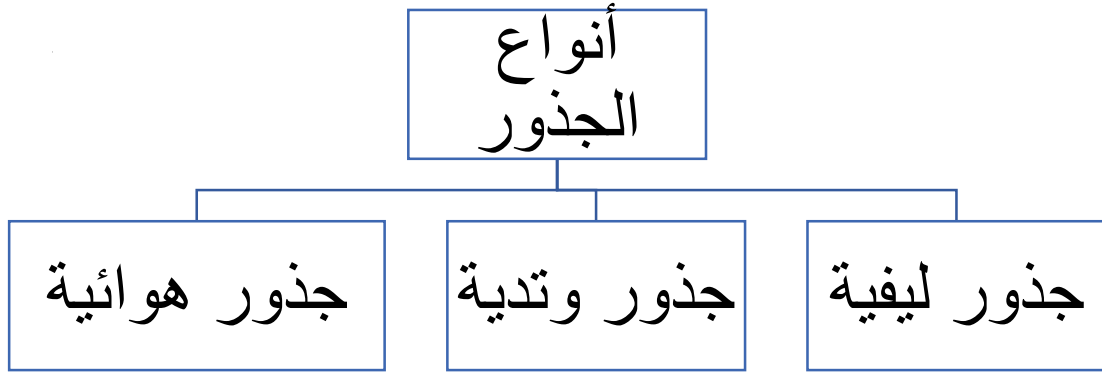 أنواع
الجذور
جذور ليفية
جذور وتدية
جذور هوائية